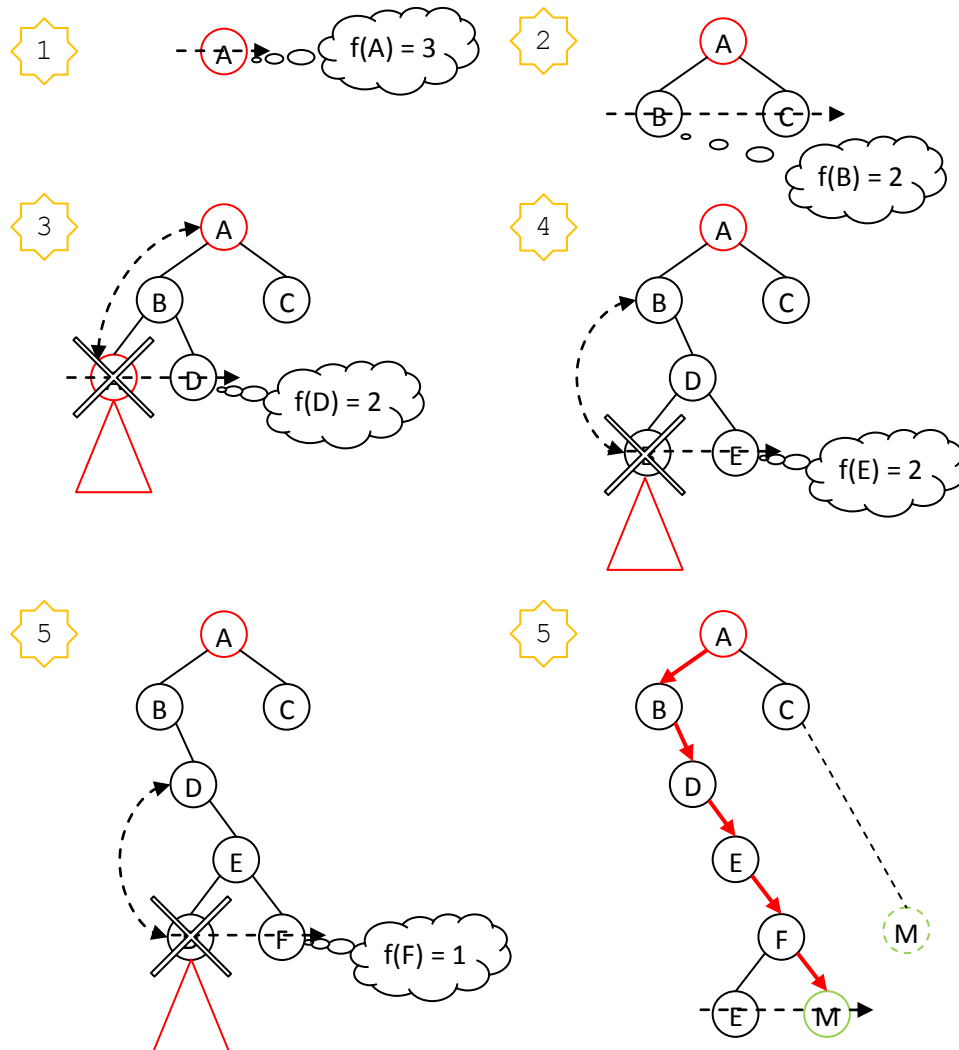 1
A
f(A) = 3
2
A
B
C
f(B) = 2
3
A
B
C
D
f(D) = 2
4
A
B
C
D
E
f(E) = 2
5
A
B
C
D
E
F
f(F) = 1
5
A
B
C
D
E
F
M
E
M